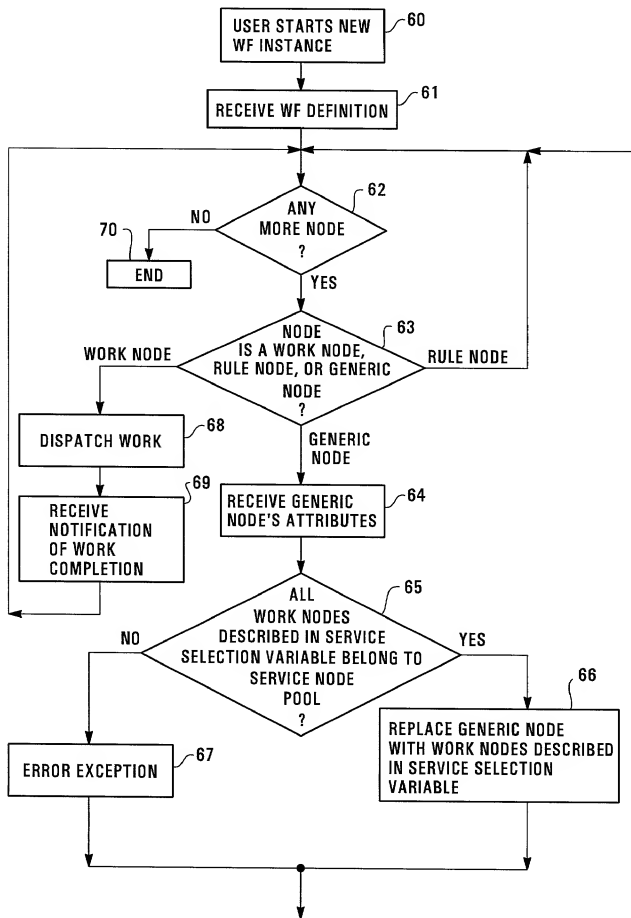 USER STARTS NEW
WF INSTANCE
60
RECEIVE WF DEFINITION
61
ANY
MORE NODE
?
62
NO
70
END
YES
NODE
IS A WORK NODE,
RULE NODE, OR GENERIC
NODE
?
63
WORK NODE
RULE NODE
DISPATCH WORK
68
GENERIC
NODE
RECEIVE
NOTIFICATION
OF WORK
COMPLETION
69
RECEIVE GENERIC
NODE'S ATTRIBUTES
64
ALL
WORK NODES
DESCRIBED IN SERVICE
SELECTION VARIABLE BELONG TO
SERVICE NODE
POOL
?
65
NO
YES
ERROR EXCEPTION
67
REPLACE GENERIC NODE
WITH WORK NODES DESCRIBED
IN SERVICE SELECTION
VARIABLE
66